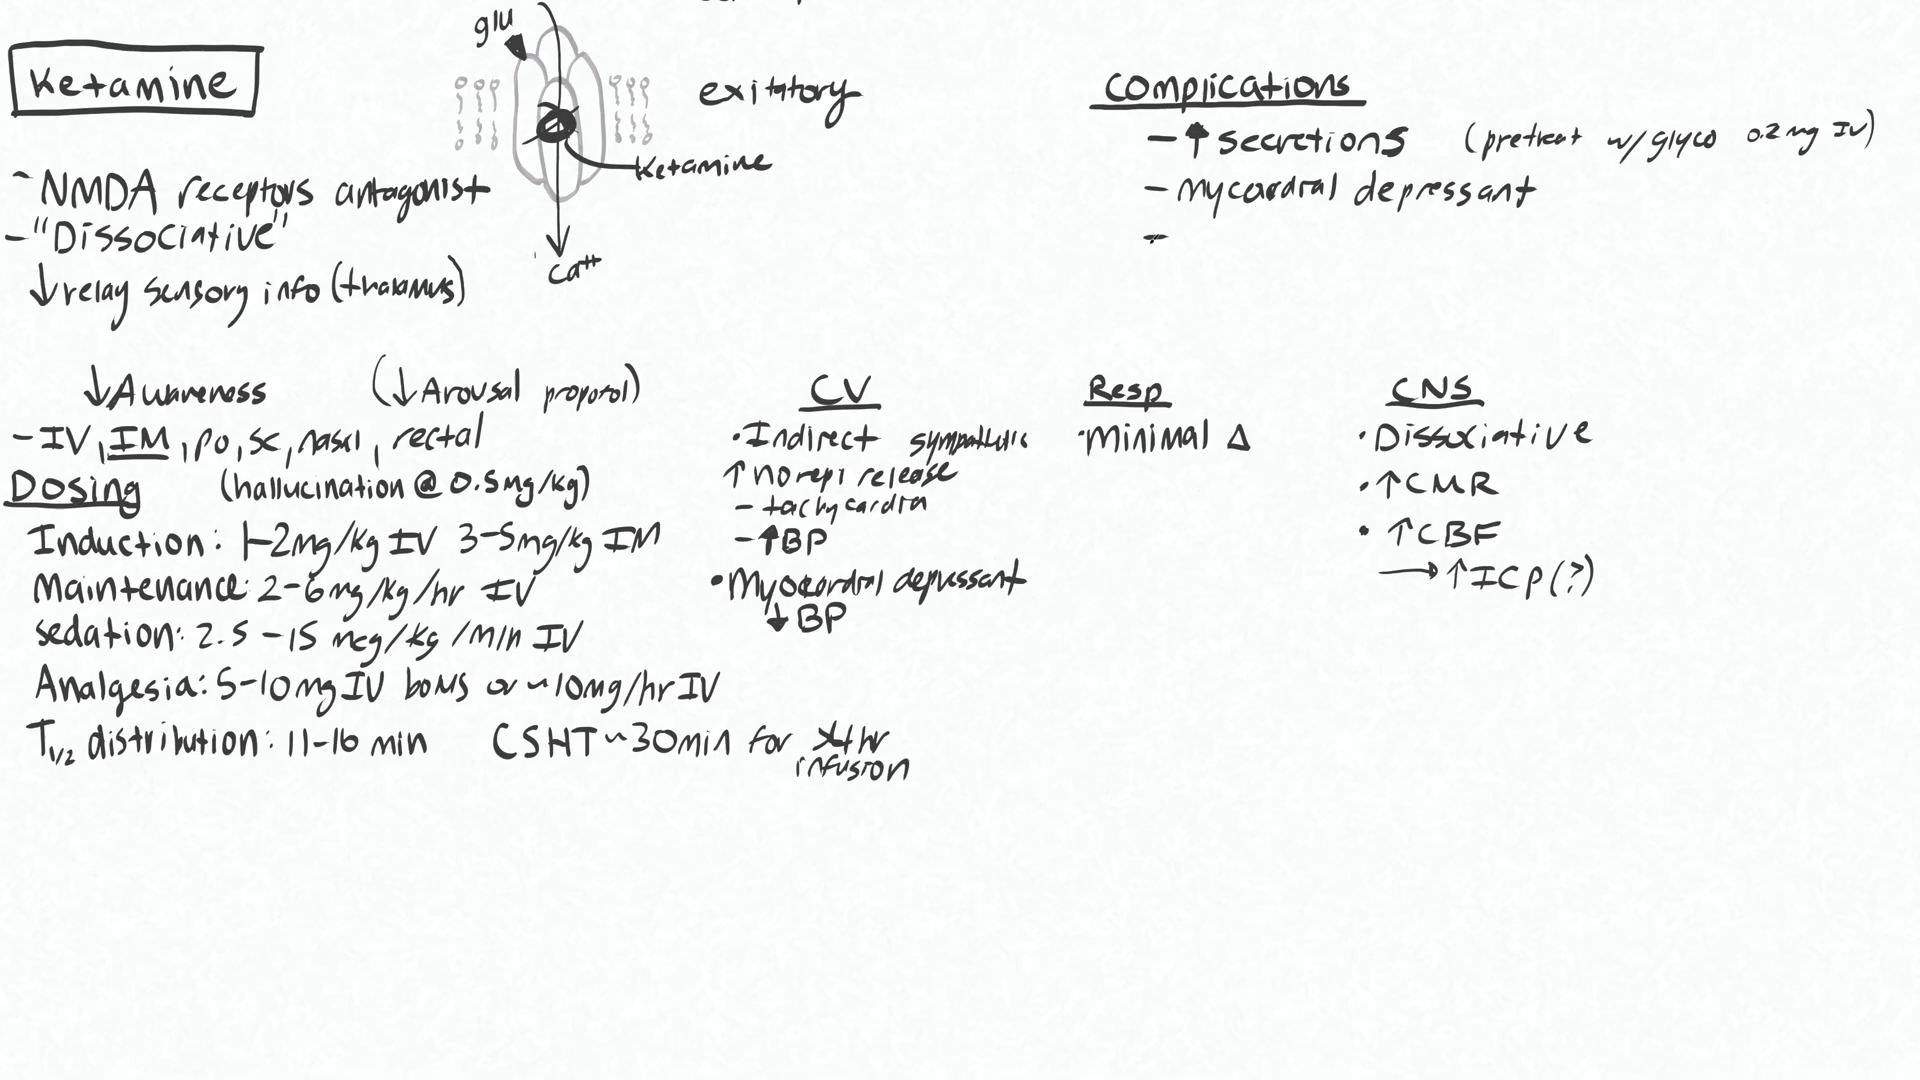 Ketamine
glu
exitatory
Ketamine
Ca++
- NMDA receptors antagonist
- "Dissociative"
↓ relay sensory info (thalamus)
↓ Awareness (↓ Arousal propofol)
- IV, IM, po, sc, nasal, rectal
Dosing (hallucination @ 0.5mg/kg)
Induction: 1-2mg/kg IV 3-5mg/kg IM
Maintenance: 2-6mg/kg/hr IV
sedation: 2.5-15 mcg/kg/min IV
Analgesia: 5-10mg IV bolus or ~10mg/hr IV
T1/2 distribution: 11-16 min CSHT ~30min for
hr
infusion
Complications
- ↑ secretions (pretreat w/ glyco 0.2mg IV)
- Myocardial depressant
-
CV
• Indirect sympathetic
↑ norepi release
- tachycardia
- ↑ BP
• Myocardial depressant
↓ BP
Resp
• Minimal Δ
CNS
• Dissociative
• ↑ CMR
• ↑ CBF
→ ↑ ICP (?)